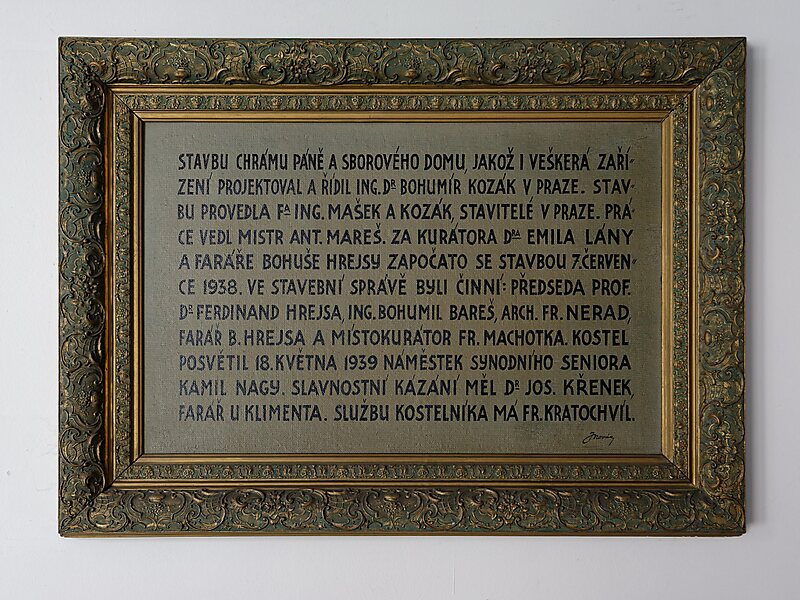 STAVBU CHRÁMU PÁNĚ A SBOROVÉHO DOMU, JAKOŽ I VEŠKERÁ ZAŘÍ-
ZENÍ PROJEKTOVAL A ŘÍDIL ING. DR BOHUMÍR KOZÁK V PRAZE. STAV-
BU PROVEDLA FA ING. MAŠEK A KOZÁK, STAVITELÉ V PRAZE. PRÁ-
CE VEDL MISTR ANT. MAREŠ. ZA KURÁTORA DRA EMILA LÁNY
A FARÁŘE BOHUŠE HREJSY ZAPOČATO SE STAVBOU 7. ČERVEN-
CE 1938. VE STAVEBNÍ SPRÁVĚ BYLI ČINNÍ: PŘEDSEDA PROF.
DR FERDINAND HREJSA, ING. BOHUMIL BAREŠ, ARCH. FR. NERAD,
FARÁŘ B. HREJSA A MÍSTOKURÁTOR FR. MACHOTKA. KOSTEL
POSVĚTIL 18. KVĚTNA 1939 NÁMĚSTEK SYNODNÍHO SENIORA
KAMIL NAGY. SLAVNOSTNÍ KÁZÁNÍ MĚL DR JOS. KŘENEK,
FARÁŘ U KLIMENTA. SLUŽBU KOSTELNÍKA MÁ FR. KRATOCHVÍL.